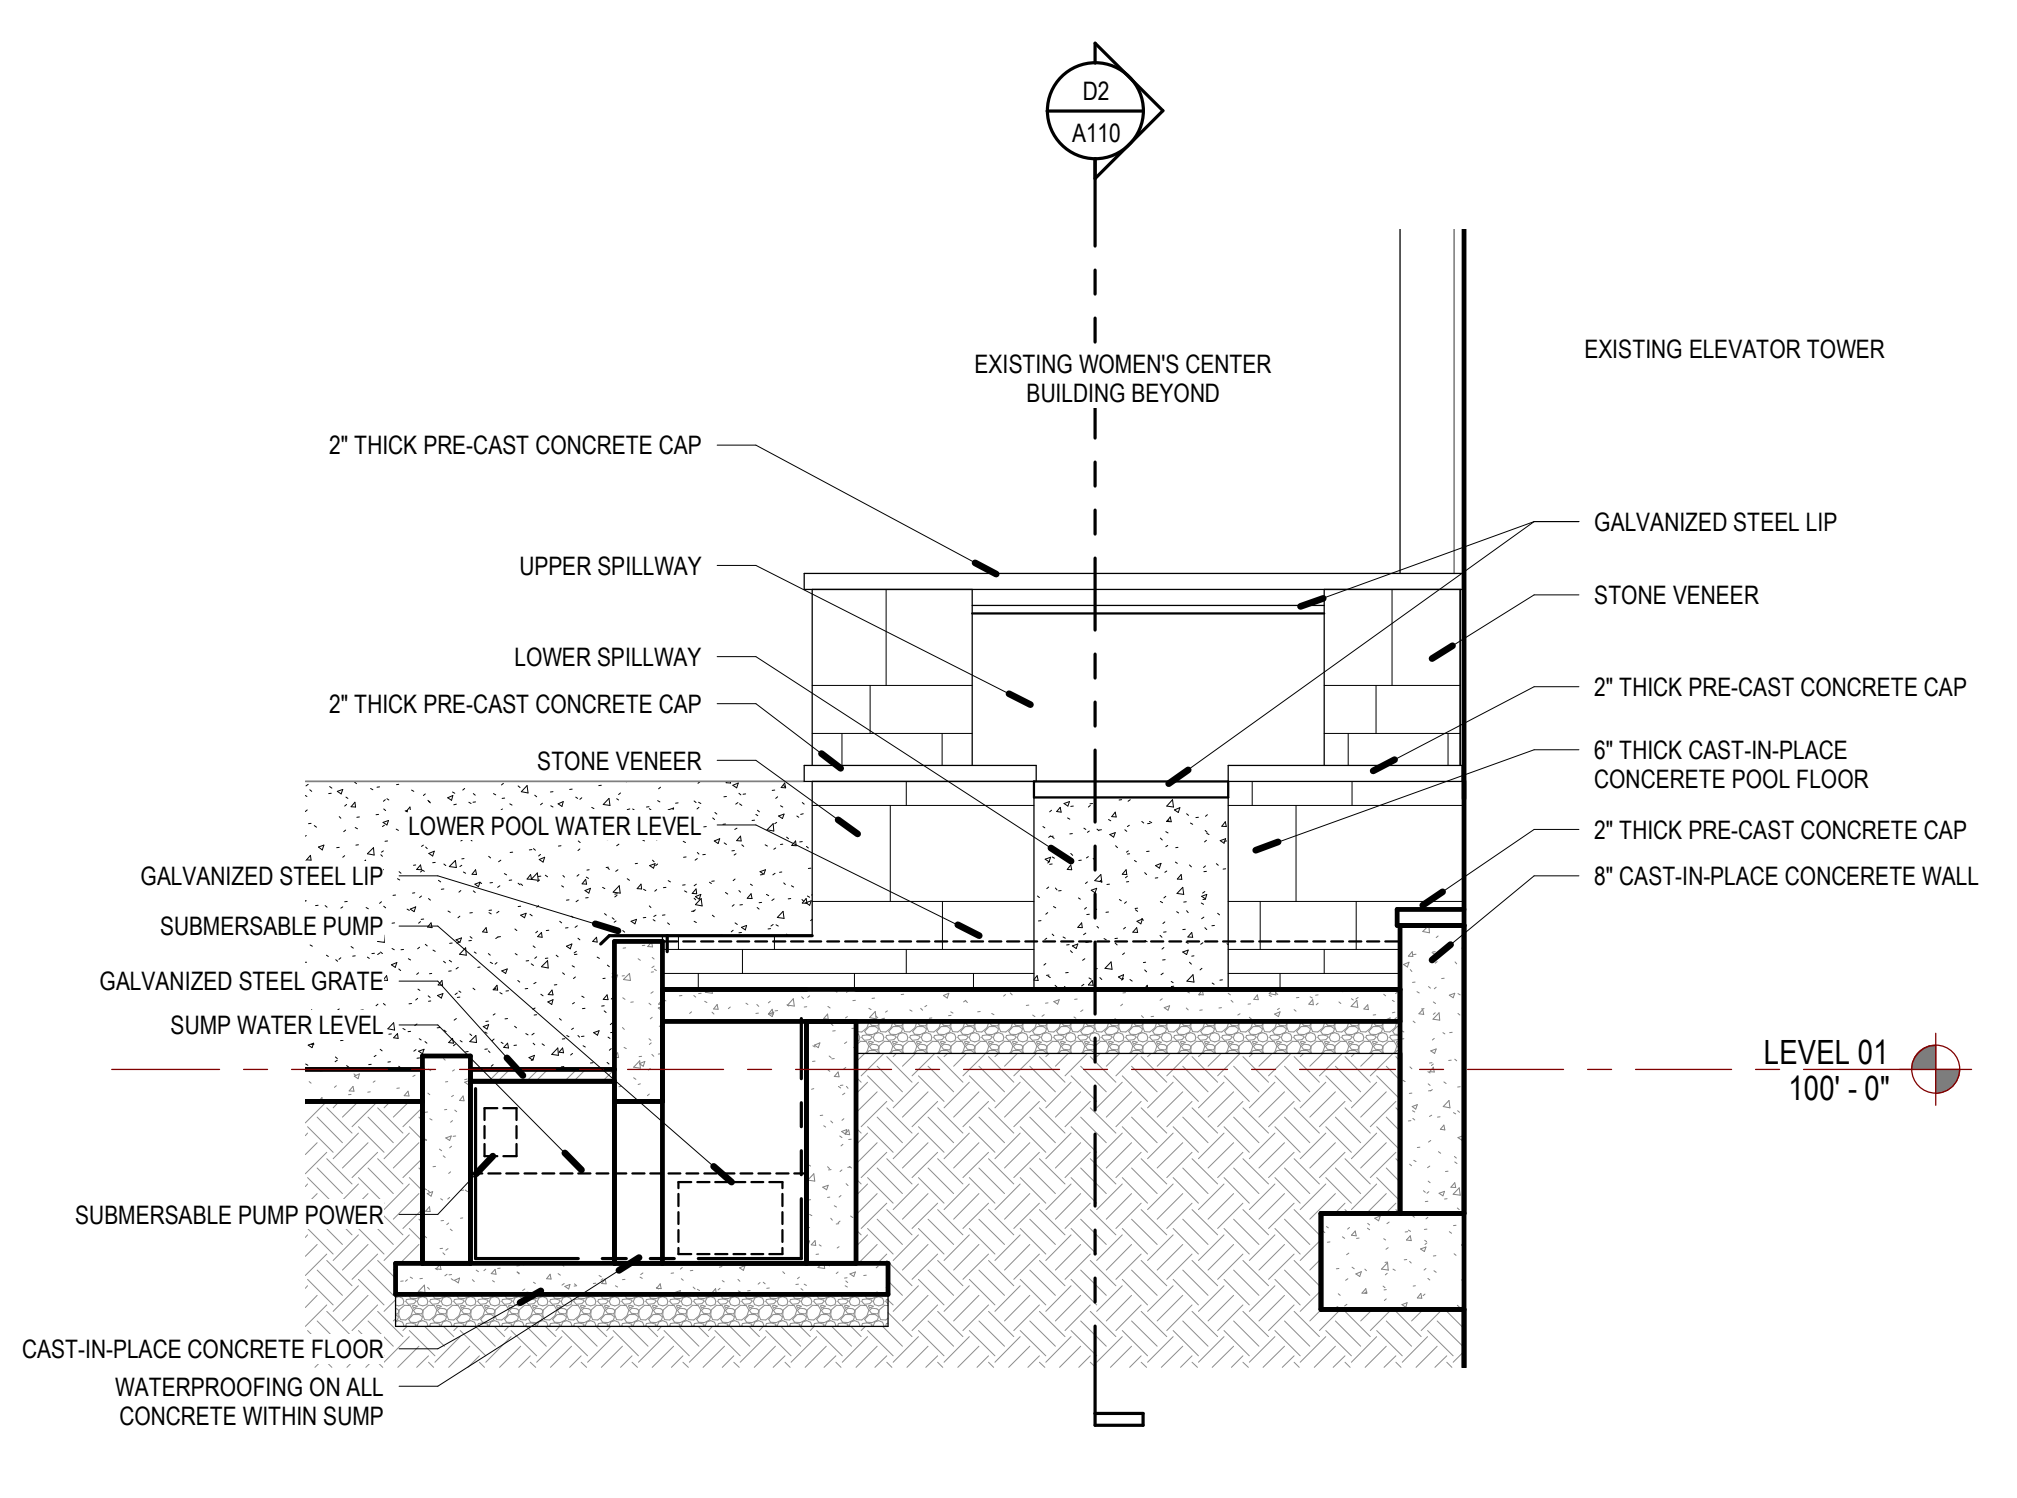 D2
A110
EXISTING WOMEN'S CENTER
BUILDING BEYOND
EXISTING ELEVATOR TOWER
2" THICK PRE-CAST CONCRETE CAP
UPPER SPILLWAY
LOWER SPILLWAY
2" THICK PRE-CAST CONCRETE CAP
STONE VENEER
LOWER POOL WATER LEVEL
GALVANIZED STEEL LIP
SUBMERSABLE PUMP
GALVANIZED STEEL GRATE
SUMP WATER LEVEL
SUBMERSABLE PUMP POWER
CAST-IN-PLACE CONCRETE FLOOR
WATERPROOFING ON ALL
CONCRETE WITHIN SUMP
GALVANIZED STEEL LIP
STONE VENEER
2" THICK PRE-CAST CONCRETE CAP
6" THICK CAST-IN-PLACE
CONCERETE POOL FLOOR
2" THICK PRE-CAST CONCRETE CAP
8" CAST-IN-PLACE CONCERETE WALL
LEVEL 01
100' - 0"